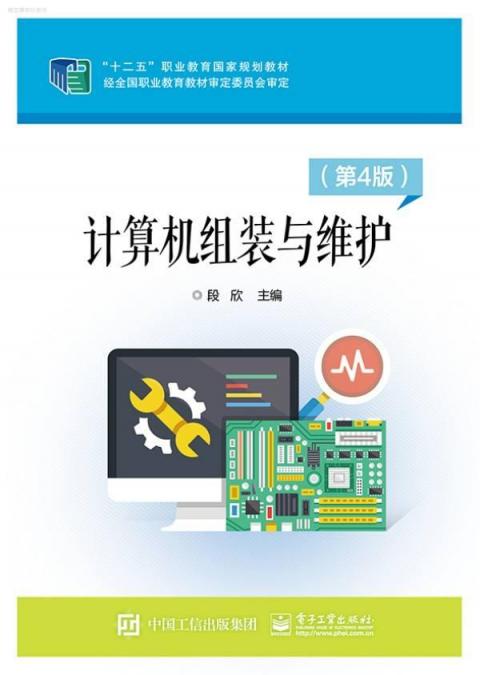 “十二五”职业教育国家规划教材
经全国职业教育教材审定委员会审定
（第4版）
计算机组装与维护
段 欣 主编
中国工信出版集团
电子工业出版社
PUBLISHING HOUSE OF ELECTRONICS INDUSTRY
http://www.phei.com.cn